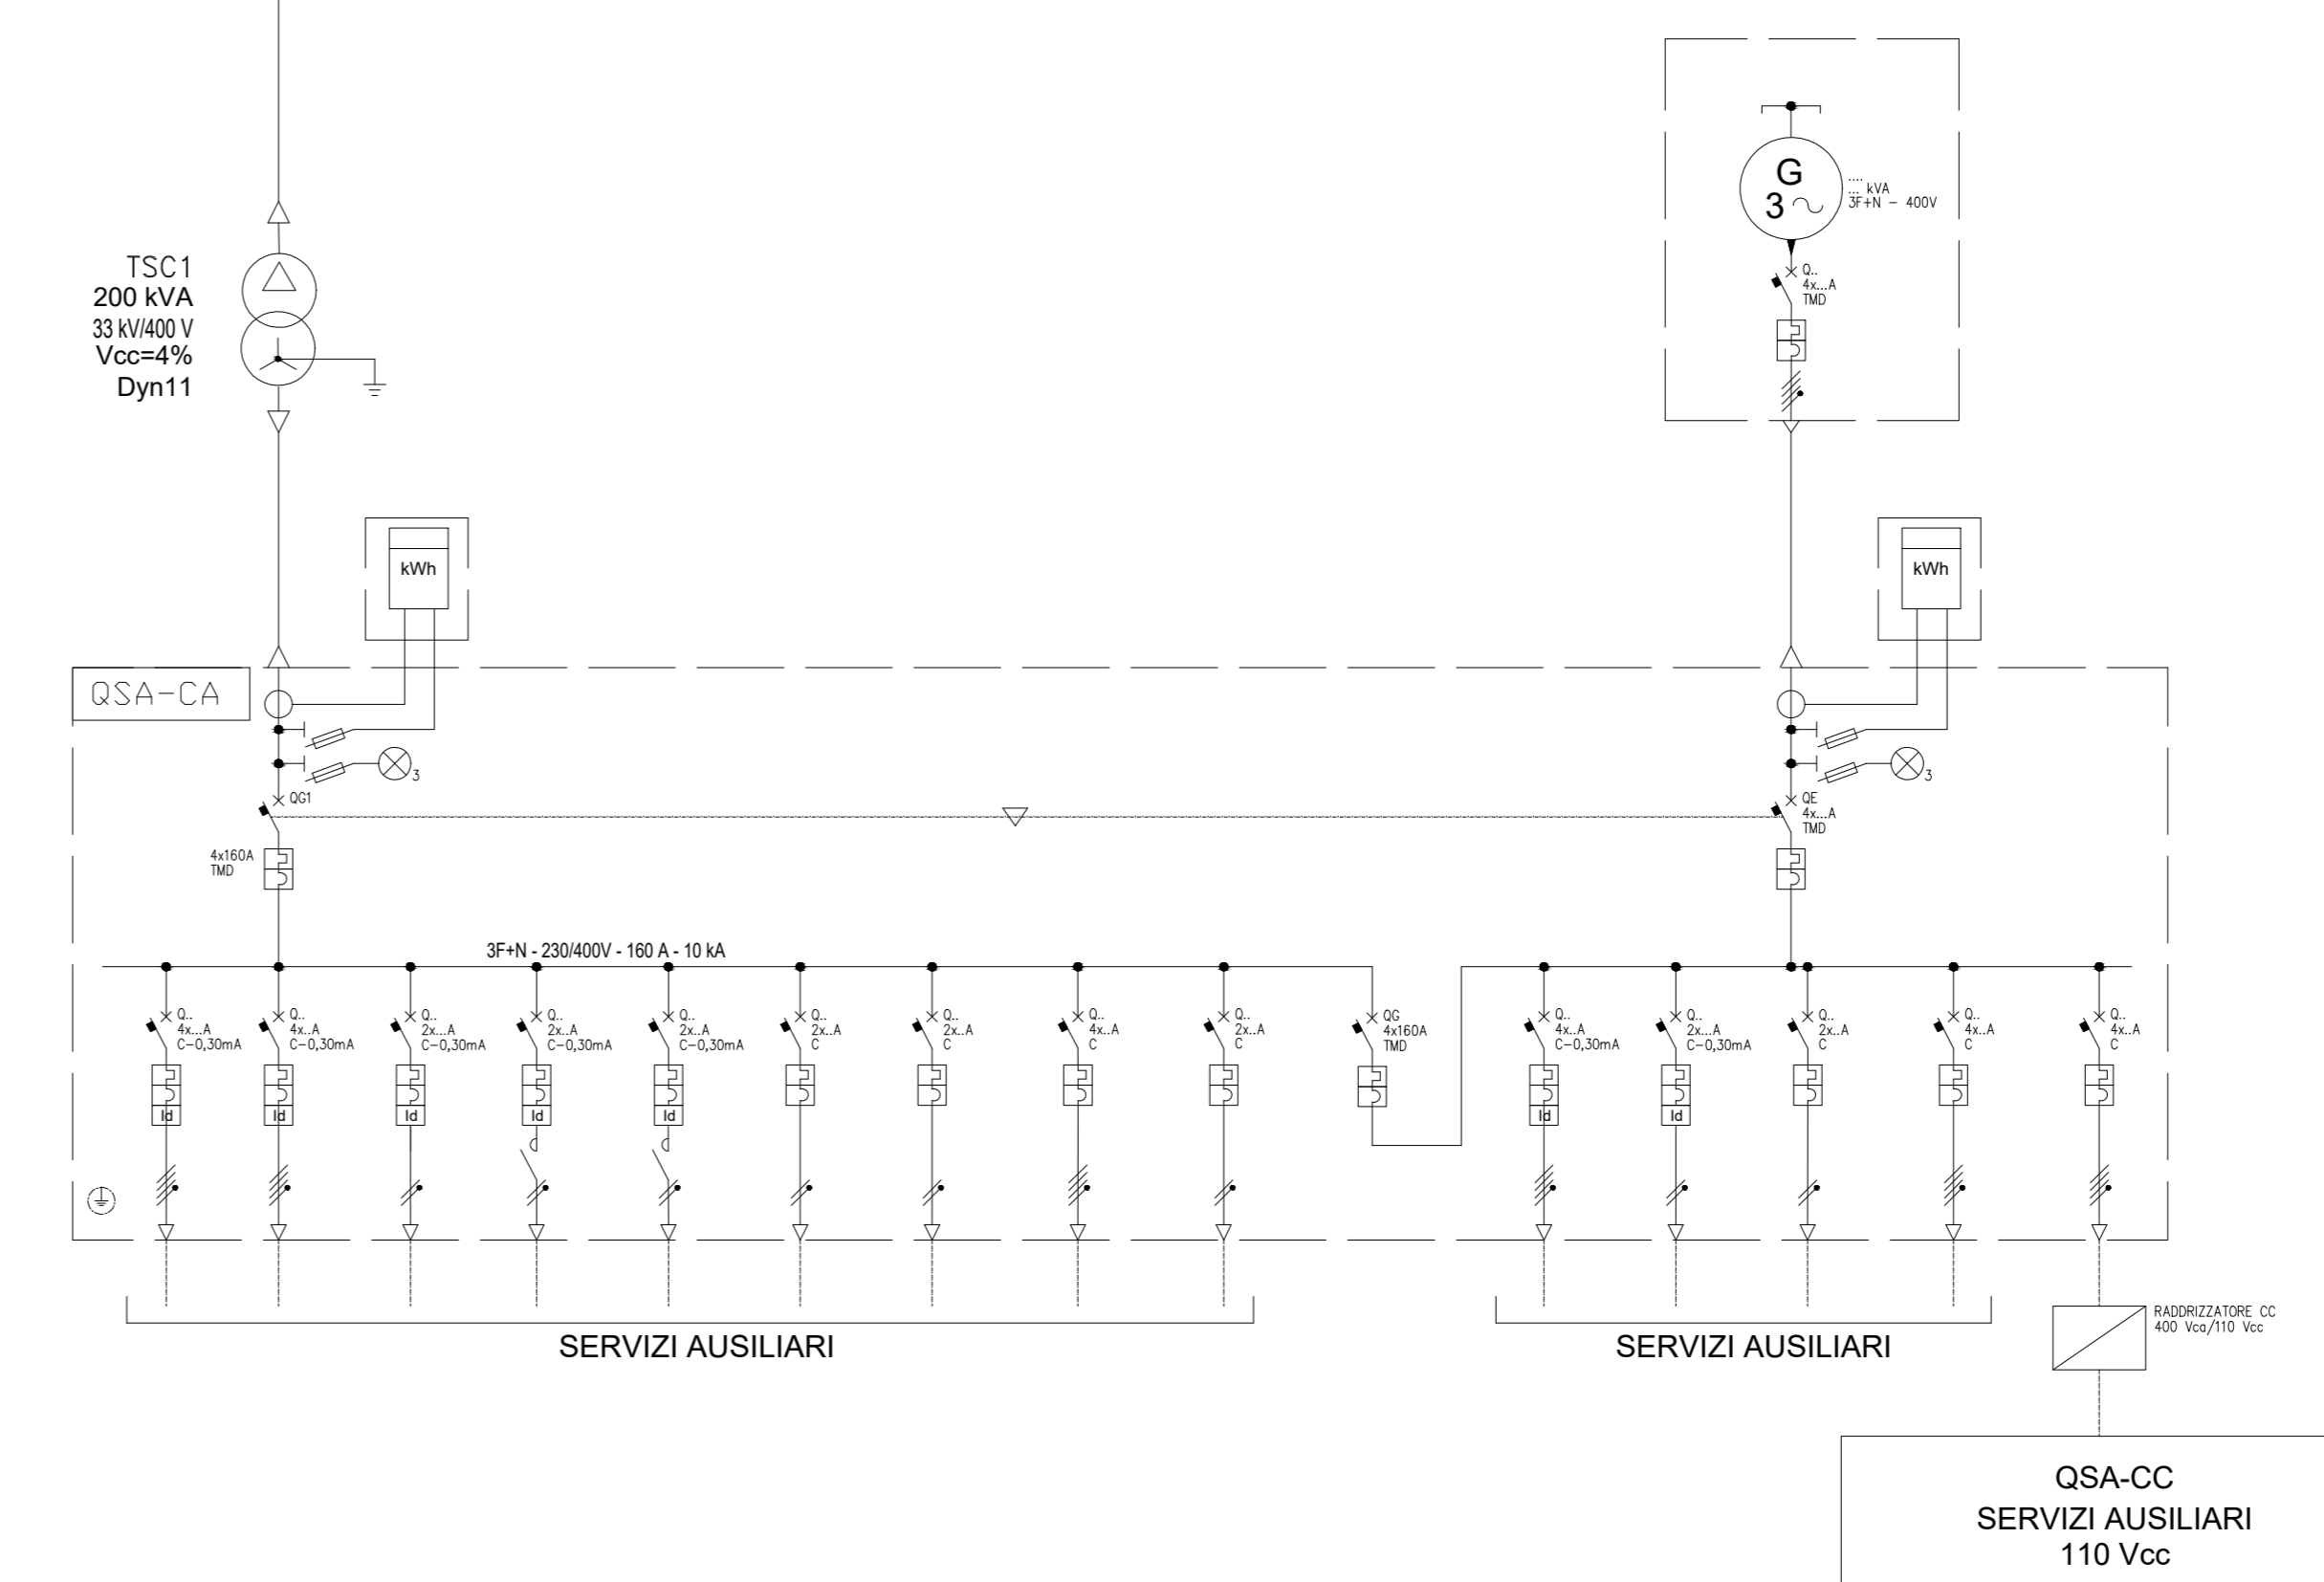 G
3
....
... kVA
3F+N - 400V
Q..
4x...A
TMD
TSC1
200 kVA
33 kV/400 V
Vcc=4%
Dyn11
kWh
kWh
QSA-CA
3
3
QG1
QE
4x...A
TMD
4x160A
TMD
3F+N - 230/400V - 160 A - 10 kA
Q..
4x...A
C-0,30mA
Id
Q..
4x..A
C-0,30mA
Id
Q..
2x...A
C-0,30mA
Id
Q..
2x..A
C-0,30mA
Id
Q..
2x..A
C-0,30mA
Id
Q..
2x..A
C
Q..
2x..A
C
Q..
4x..A
C
Q..
2x..A
C
QG
4x160A
TMD
Q..
4x..A
C-0,30mA
Id
Q..
2x...A
C-0,30mA
Id
Q..
2x..A
C
Q..
4x..A
C
Q..
4x..A
C
SERVIZI AUSILIARI
SERVIZI AUSILIARI
RADDRIZZATORE CC
400 Vca/110 Vcc
QSA-CC
SERVIZI AUSILIARI
110 Vcc